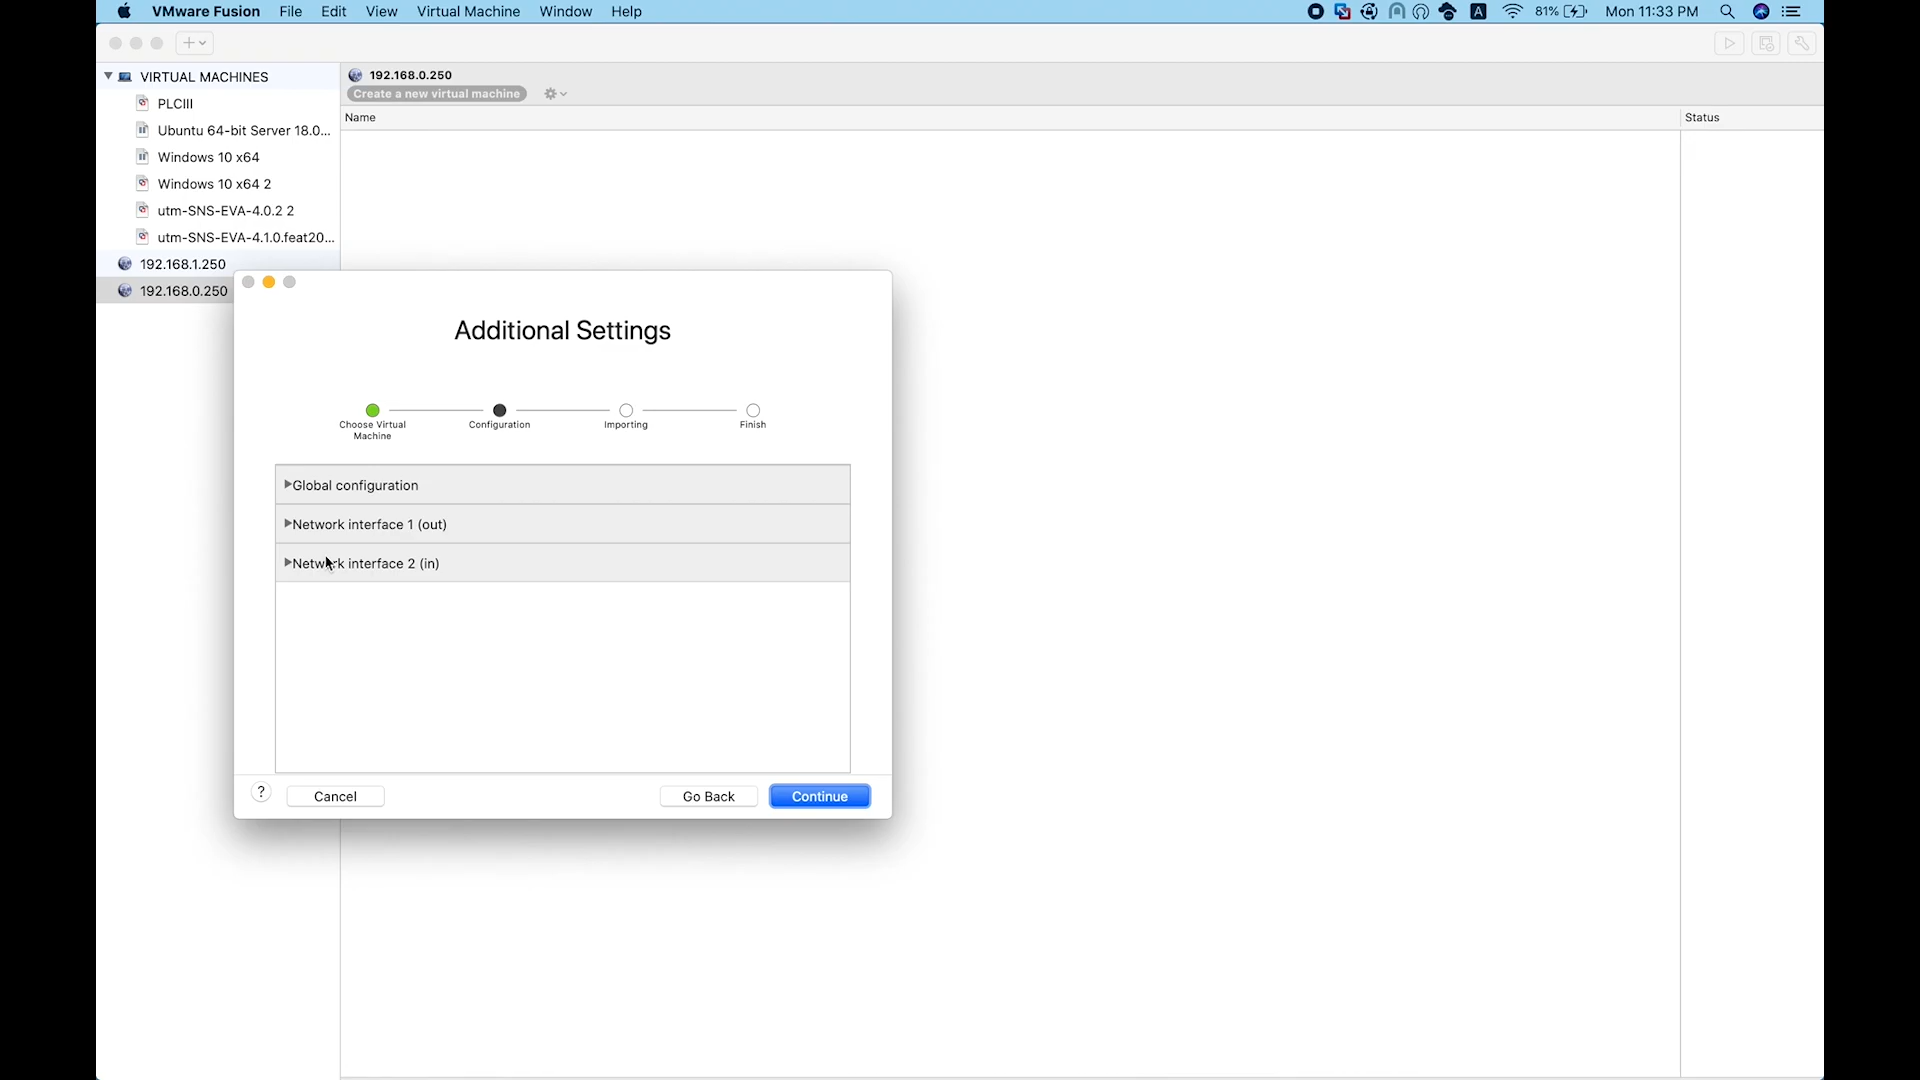 VMware Fusion File Edit View Virtual Machine Window Help A 81% Mon 11:33 PM
VIRTUAL MACHINES
PLCIII
Ubuntu 64-bit Server 18.0...
Windows 10 x64
Windows 10 x64 2
utm-SNS-EVA-4.0.2 2
utm-SNS-EVA-4.1.0.feat20...
192.168.1.250
192.168.0.250
192.168.0.250
Create a new virtual machine
Name Status
Additional Settings
Choose Virtual
Machine
Configuration
Importing
Finish
Global configuration
Network interface 1 (out)
Network interface 2 (in)
? Cancel Go Back Continue